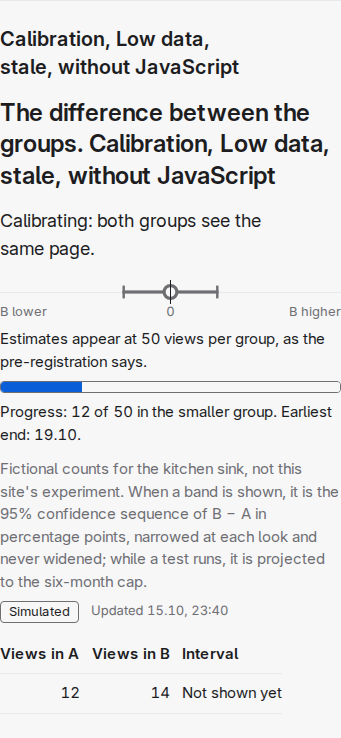 Calibration, Low data,
stale, without JavaScript
The difference between the
groups. Calibration, Low data,
stale, without JavaScript
Calibrating: both groups see the
same page.
B lower 0 B higher
Estimates appear at 50 views per group, as the
pre-registration says.
Progress: 12 of 50 in the smaller group. Earliest
end: 19.10.
Fictional counts for the kitchen sink, not this
site's experiment. When a band is shown, it is the
95% confidence sequence of B − A in
percentage points, narrowed at each look and
never widened; while a test runs, it is projected
to the six-month cap.
Simulated Updated 15.10, 23:40
Views in A Views in B Interval
12 14 Not shown yet